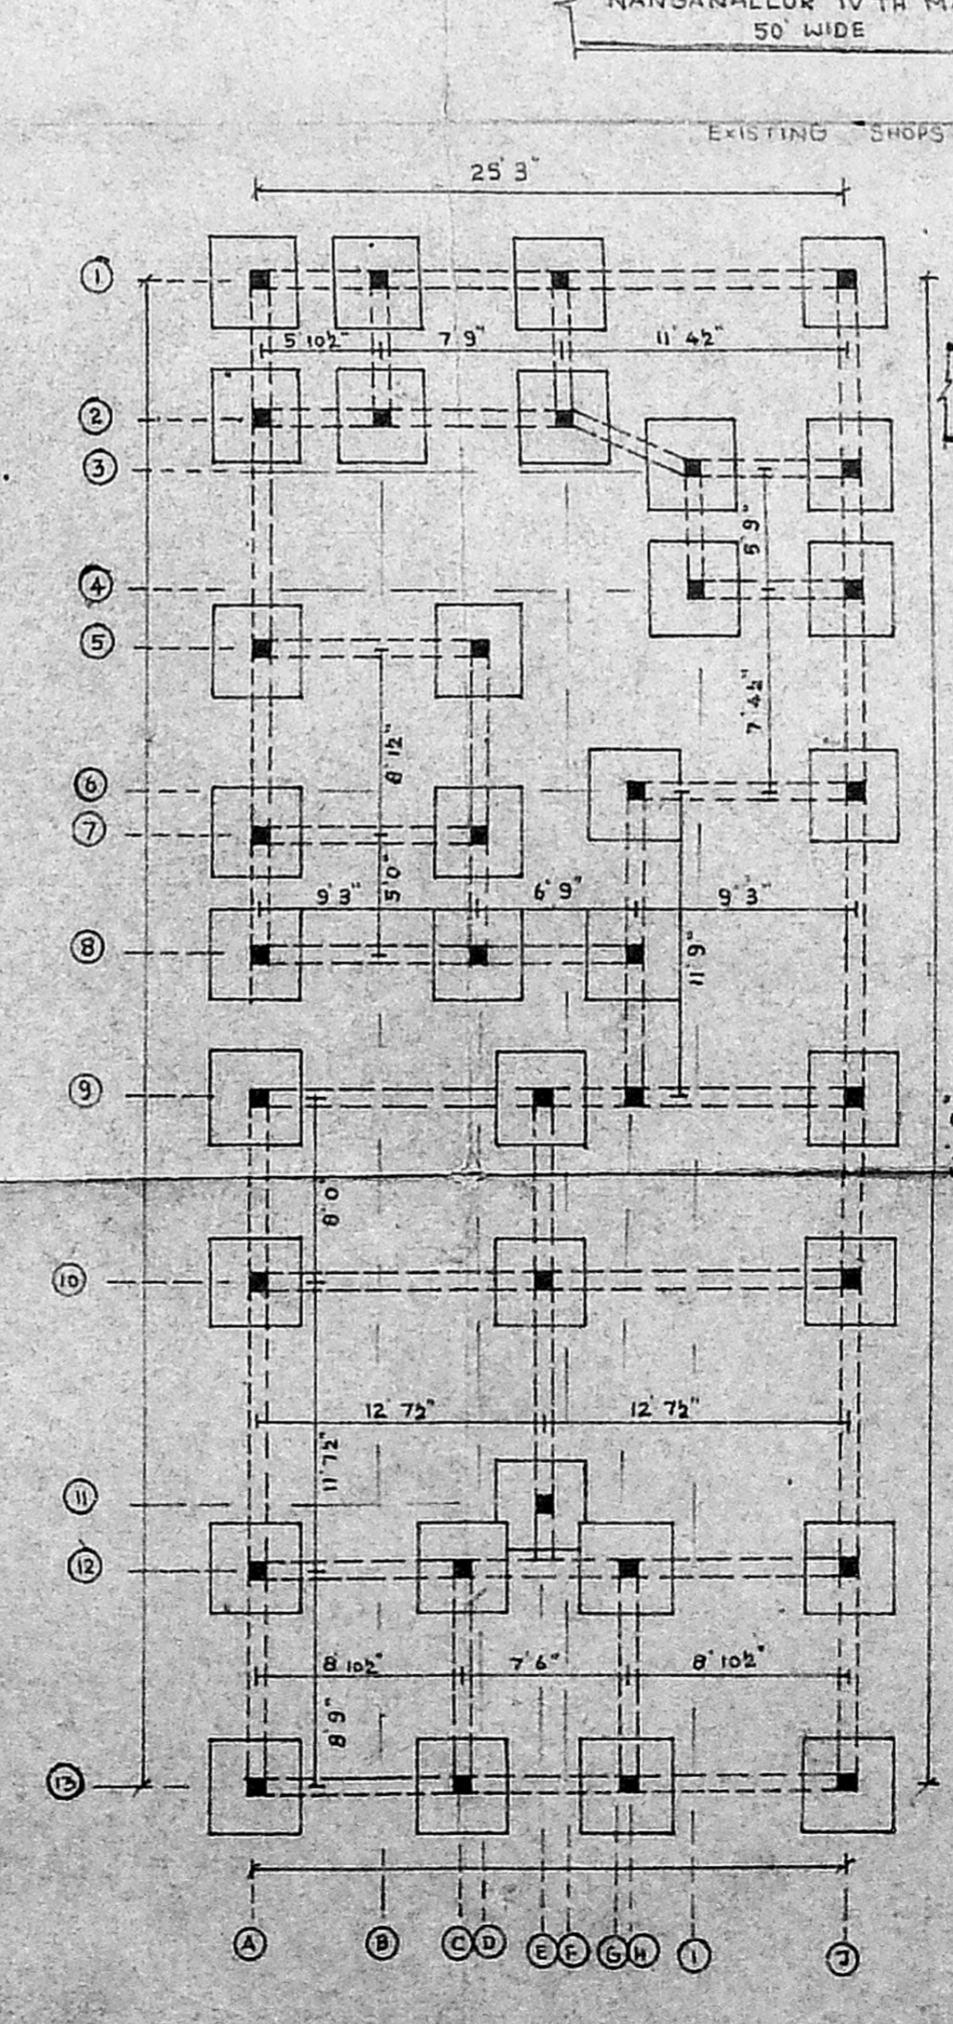 NANGANALLUR IV TH
50' WIDE
EXISTING SHOPS
25' 3"
1
5' 10½" 7' 9" 11' 4½"
2
3
5' 9"
4
5
7' 4½"
8' 1½"
6
7
5' 0"
9' 3" 6' 9" 9' 3"
8
11' 9"
9
8' 0"
10
12' 7½" 12' 7½"
11' 7½"
11
12
8' 10½" 7' 6" 8' 10½"
8' 9"
13
A B C D E F G H I J